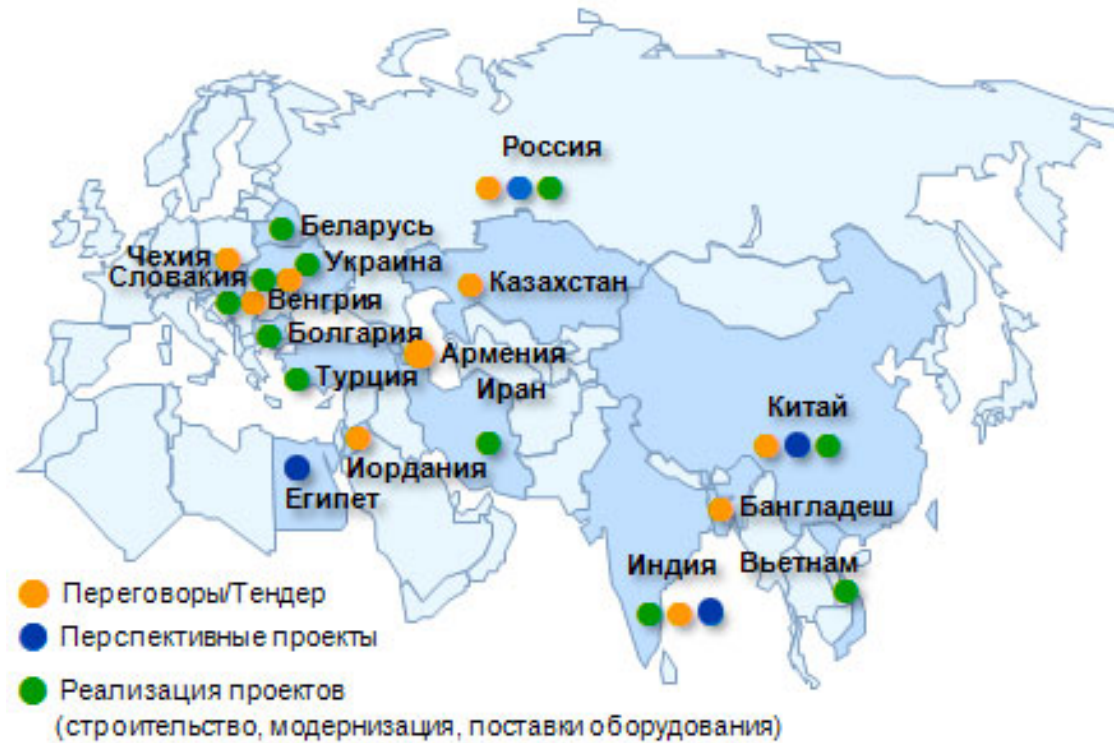 Россия
Беларусь
Чехия
Украина
Словакия
Казахстан
Венгрия
Болгария
Армения
Турция
Иран
Китай
Иордания
Египет
Бангладеш
Индия
Вьетнам
Переговоры/Тендер
Перспективные проекты
Реализация проектов
(строительство, модернизация, поставки оборудования)